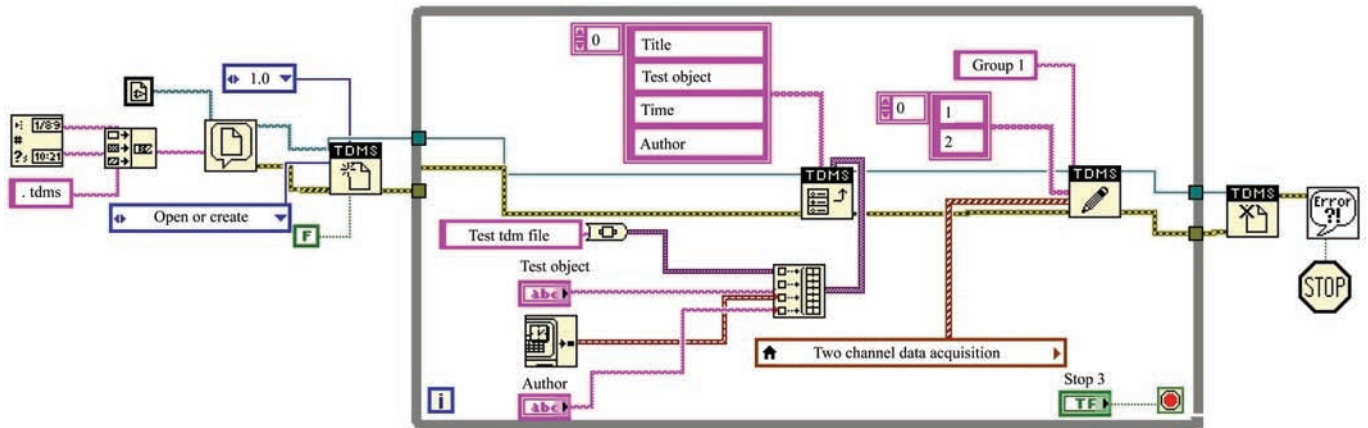 0
Title
Test object
Time
Author
Group 1
0
1
2
1.0
1/8·9
#
?
10:21
. tdms
TDMS
Open or create
F
TDMS
TDMS
TDMS
Error
?!
STOP
Test tdm file
Test object
abc
Two channel data acquisition
Author
abc
i
Stop 3
TF